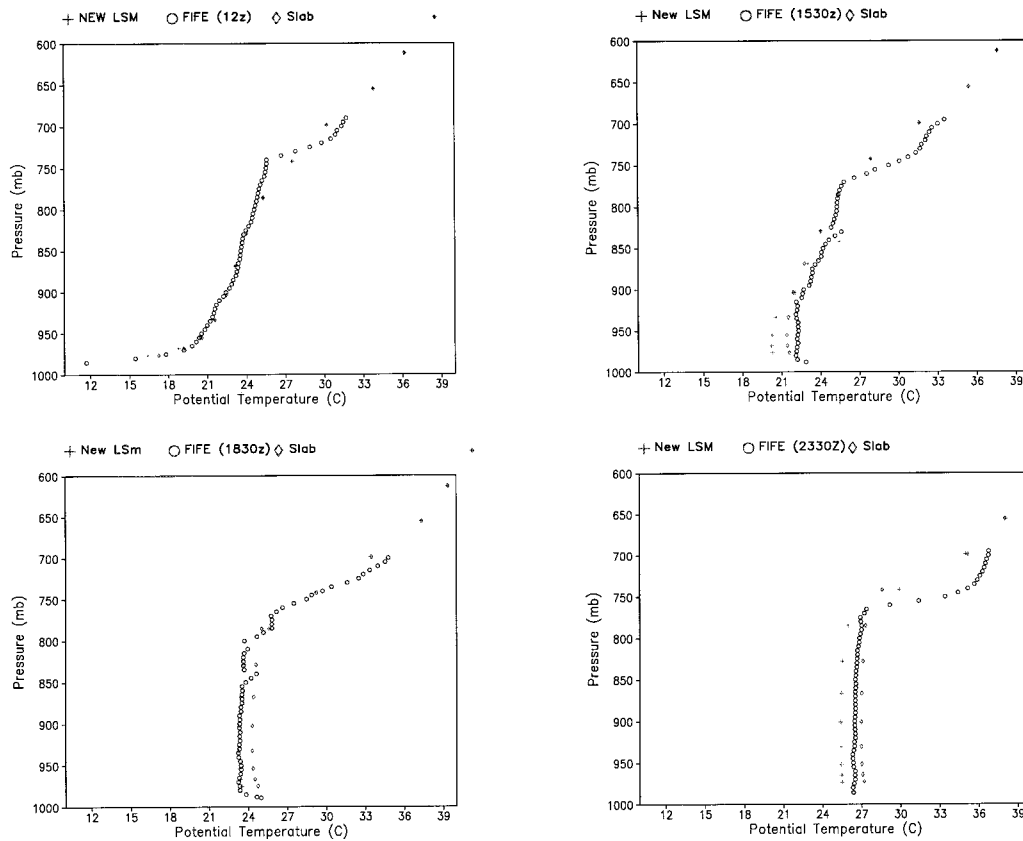 NEW LSM FIFE (12z) Slab
600
650
700
750
800
850
900
950
1000
Pressure (mb)
12 15 18 21 24 27 30 33 36 39
Potential Temperature (C)
New LSM FIFE (1530z) Slab
600
650
700
750
800
850
900
950
1000
Pressure (mb)
12 15 18 21 24 27 30 33 36 39
Potential Temperature (C)
New LSm FIFE (1830z) Slab
600
650
700
750
800
850
900
950
1000
Pressure (mb)
12 15 18 21 24 27 30 33 36 39
Potential Temperature (C)
New LSM FIFE (2330Z) Slab
600
650
700
750
800
850
900
950
1000
Pressure (mb)
12 15 18 21 24 27 30 33 36 39
Potential Temperature (C)